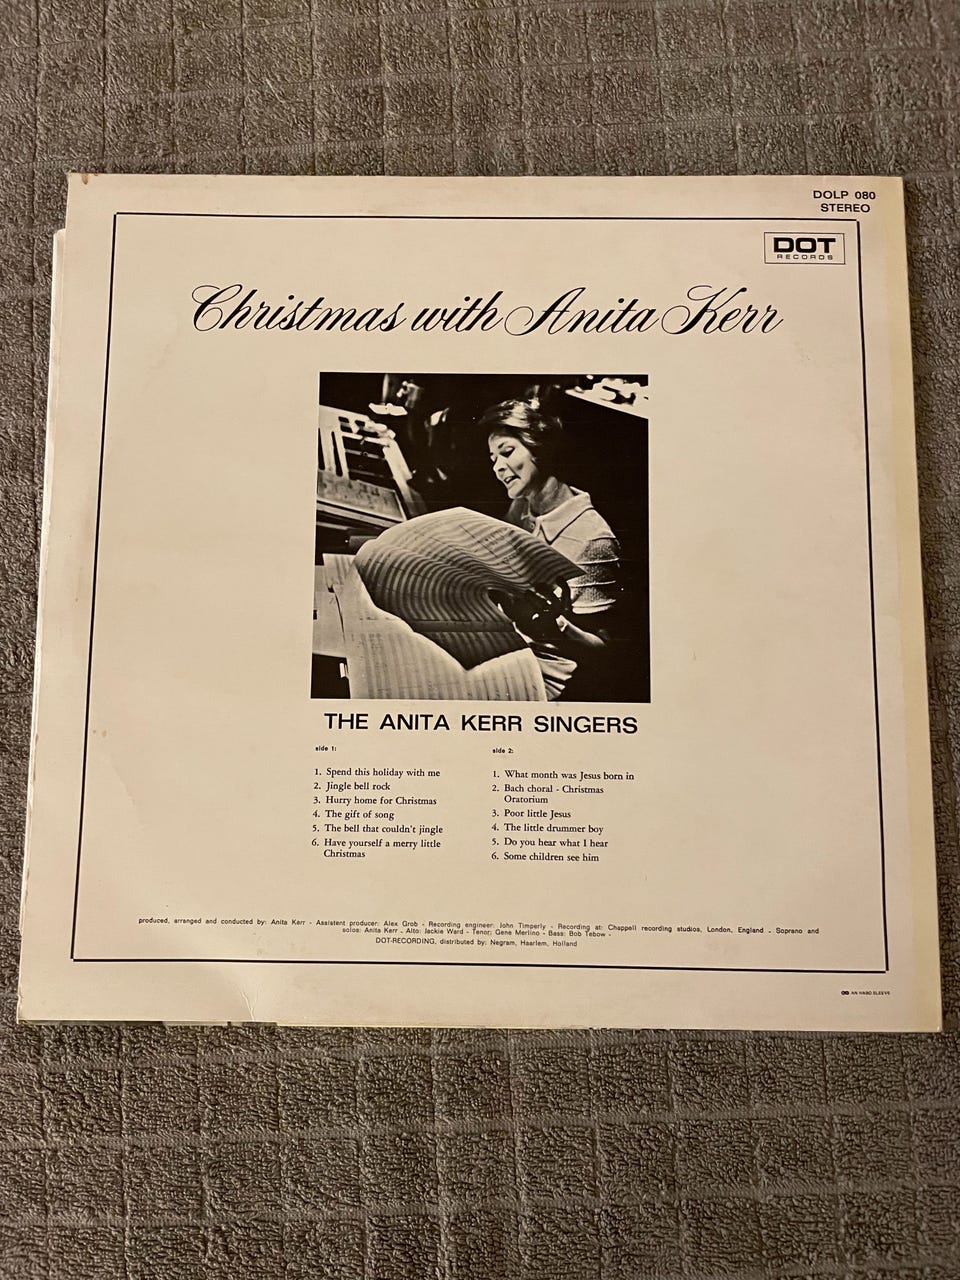 DOLP 080
STEREO
DOT
RECORDS
Christmas with Anita Kerr
THE ANITA KERR SINGERS
side 1:
1. Spend this holiday with me
2. Jingle bell rock
3. Hurry home for Christmas
4. The gift of song
5. The bell that couldn't jingle
6. Have yourself a merry little
Christmas
side 2:
1. What month was Jesus born in
2. Bach choral - Christmas
Oratorium
3. Poor little Jesus
4. The little drummer boy
5. Do you hear what I hear
6. Some children see him
produced, arranged and conducted by: Anita Kerr - Assistent producer: Alex Grob - Recording engineer: John Timperly - Recording at: Chappell recording studios, London, England - Soprano and
solos: Anita Kerr - Alto: Jackie Ward - Tenor: Gene Merlino - Bass: Bob Tebow -
DOT-RECORDING, distributed by: Negram, Haarlem, Holland
AN HABO SLEEVE